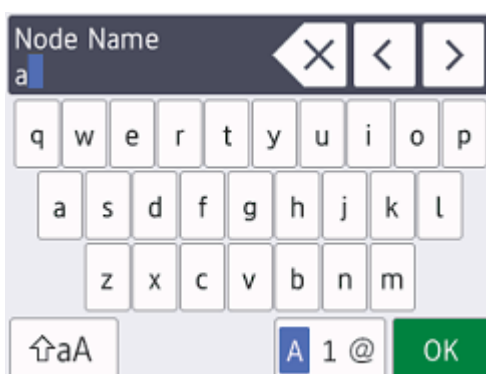 Node Name
a
q w e r t y u i o p
a s d f g h j k l
z x c v b n m
⇧aA A 1 @ OK